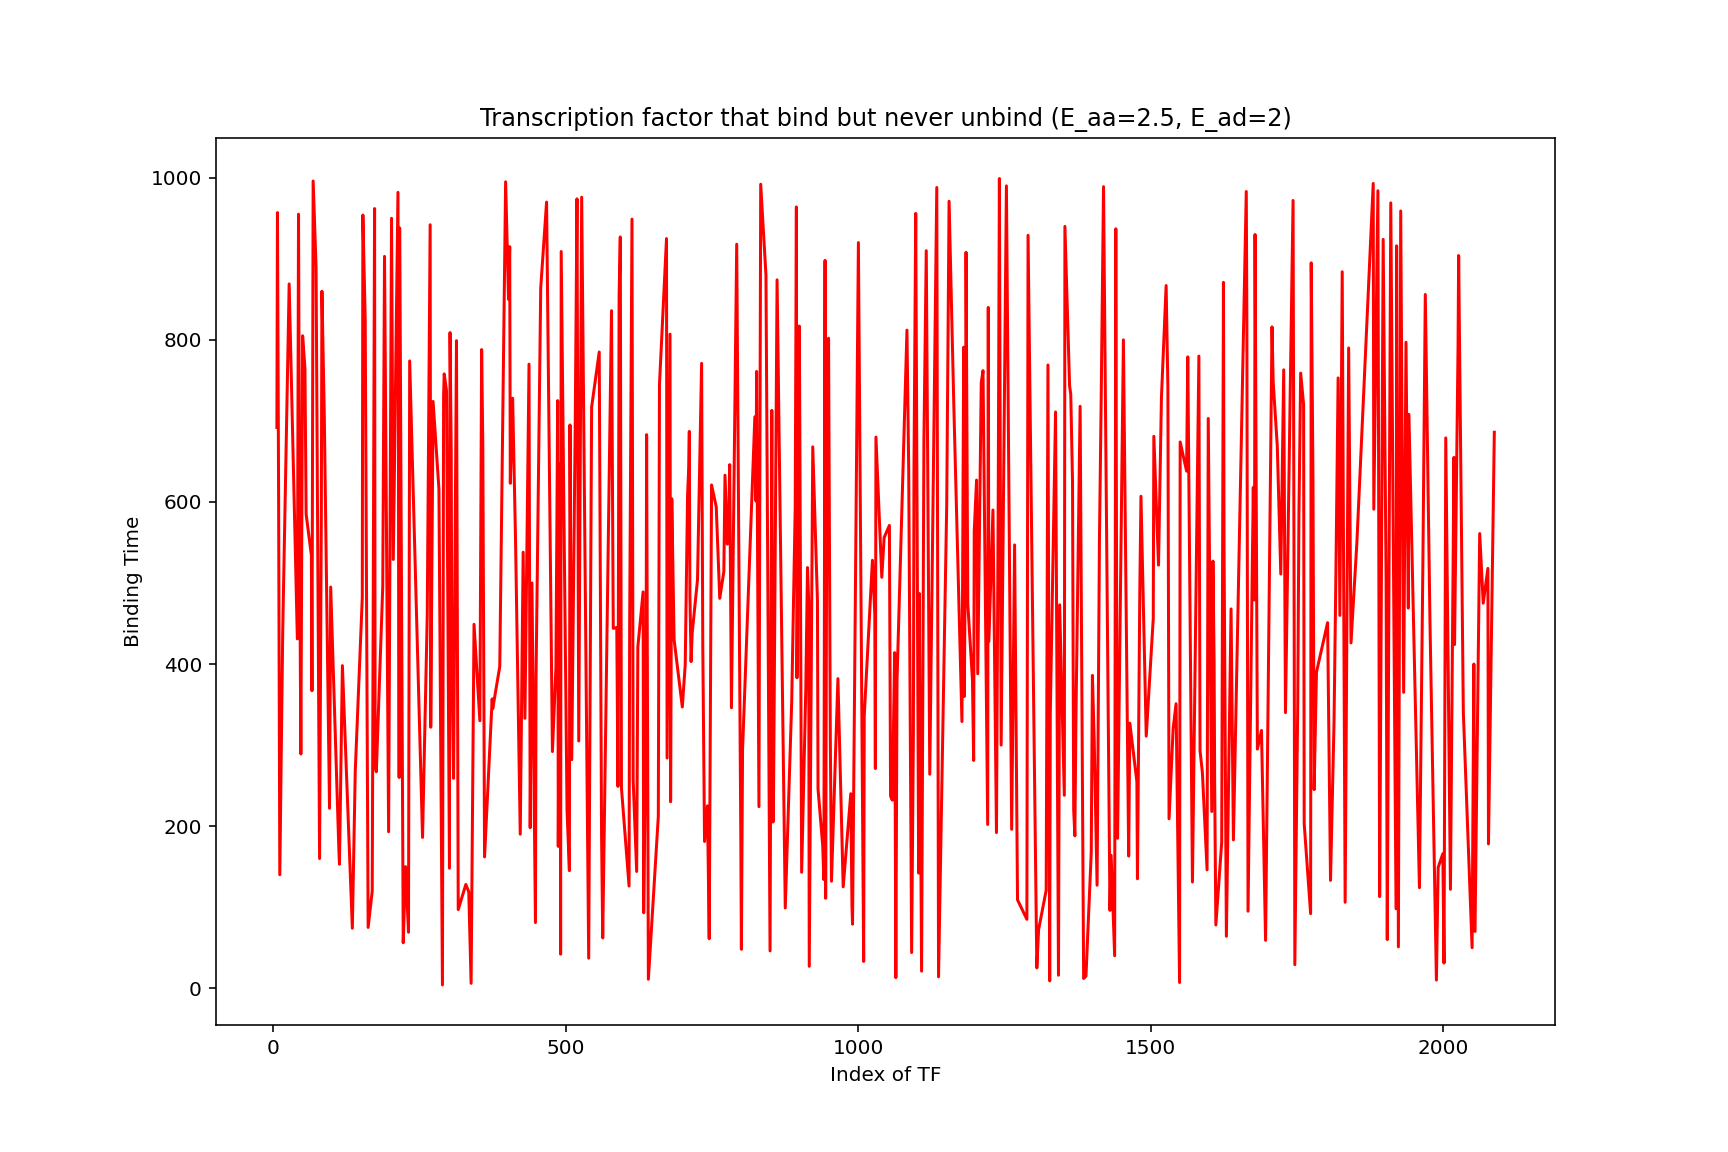 Transcription factor that bind but never unbind (E_aa=2.5, E_ad=2)
1000
800
600
400
200
0
Binding Time
0 500 1000 1500 2000
Index of TF